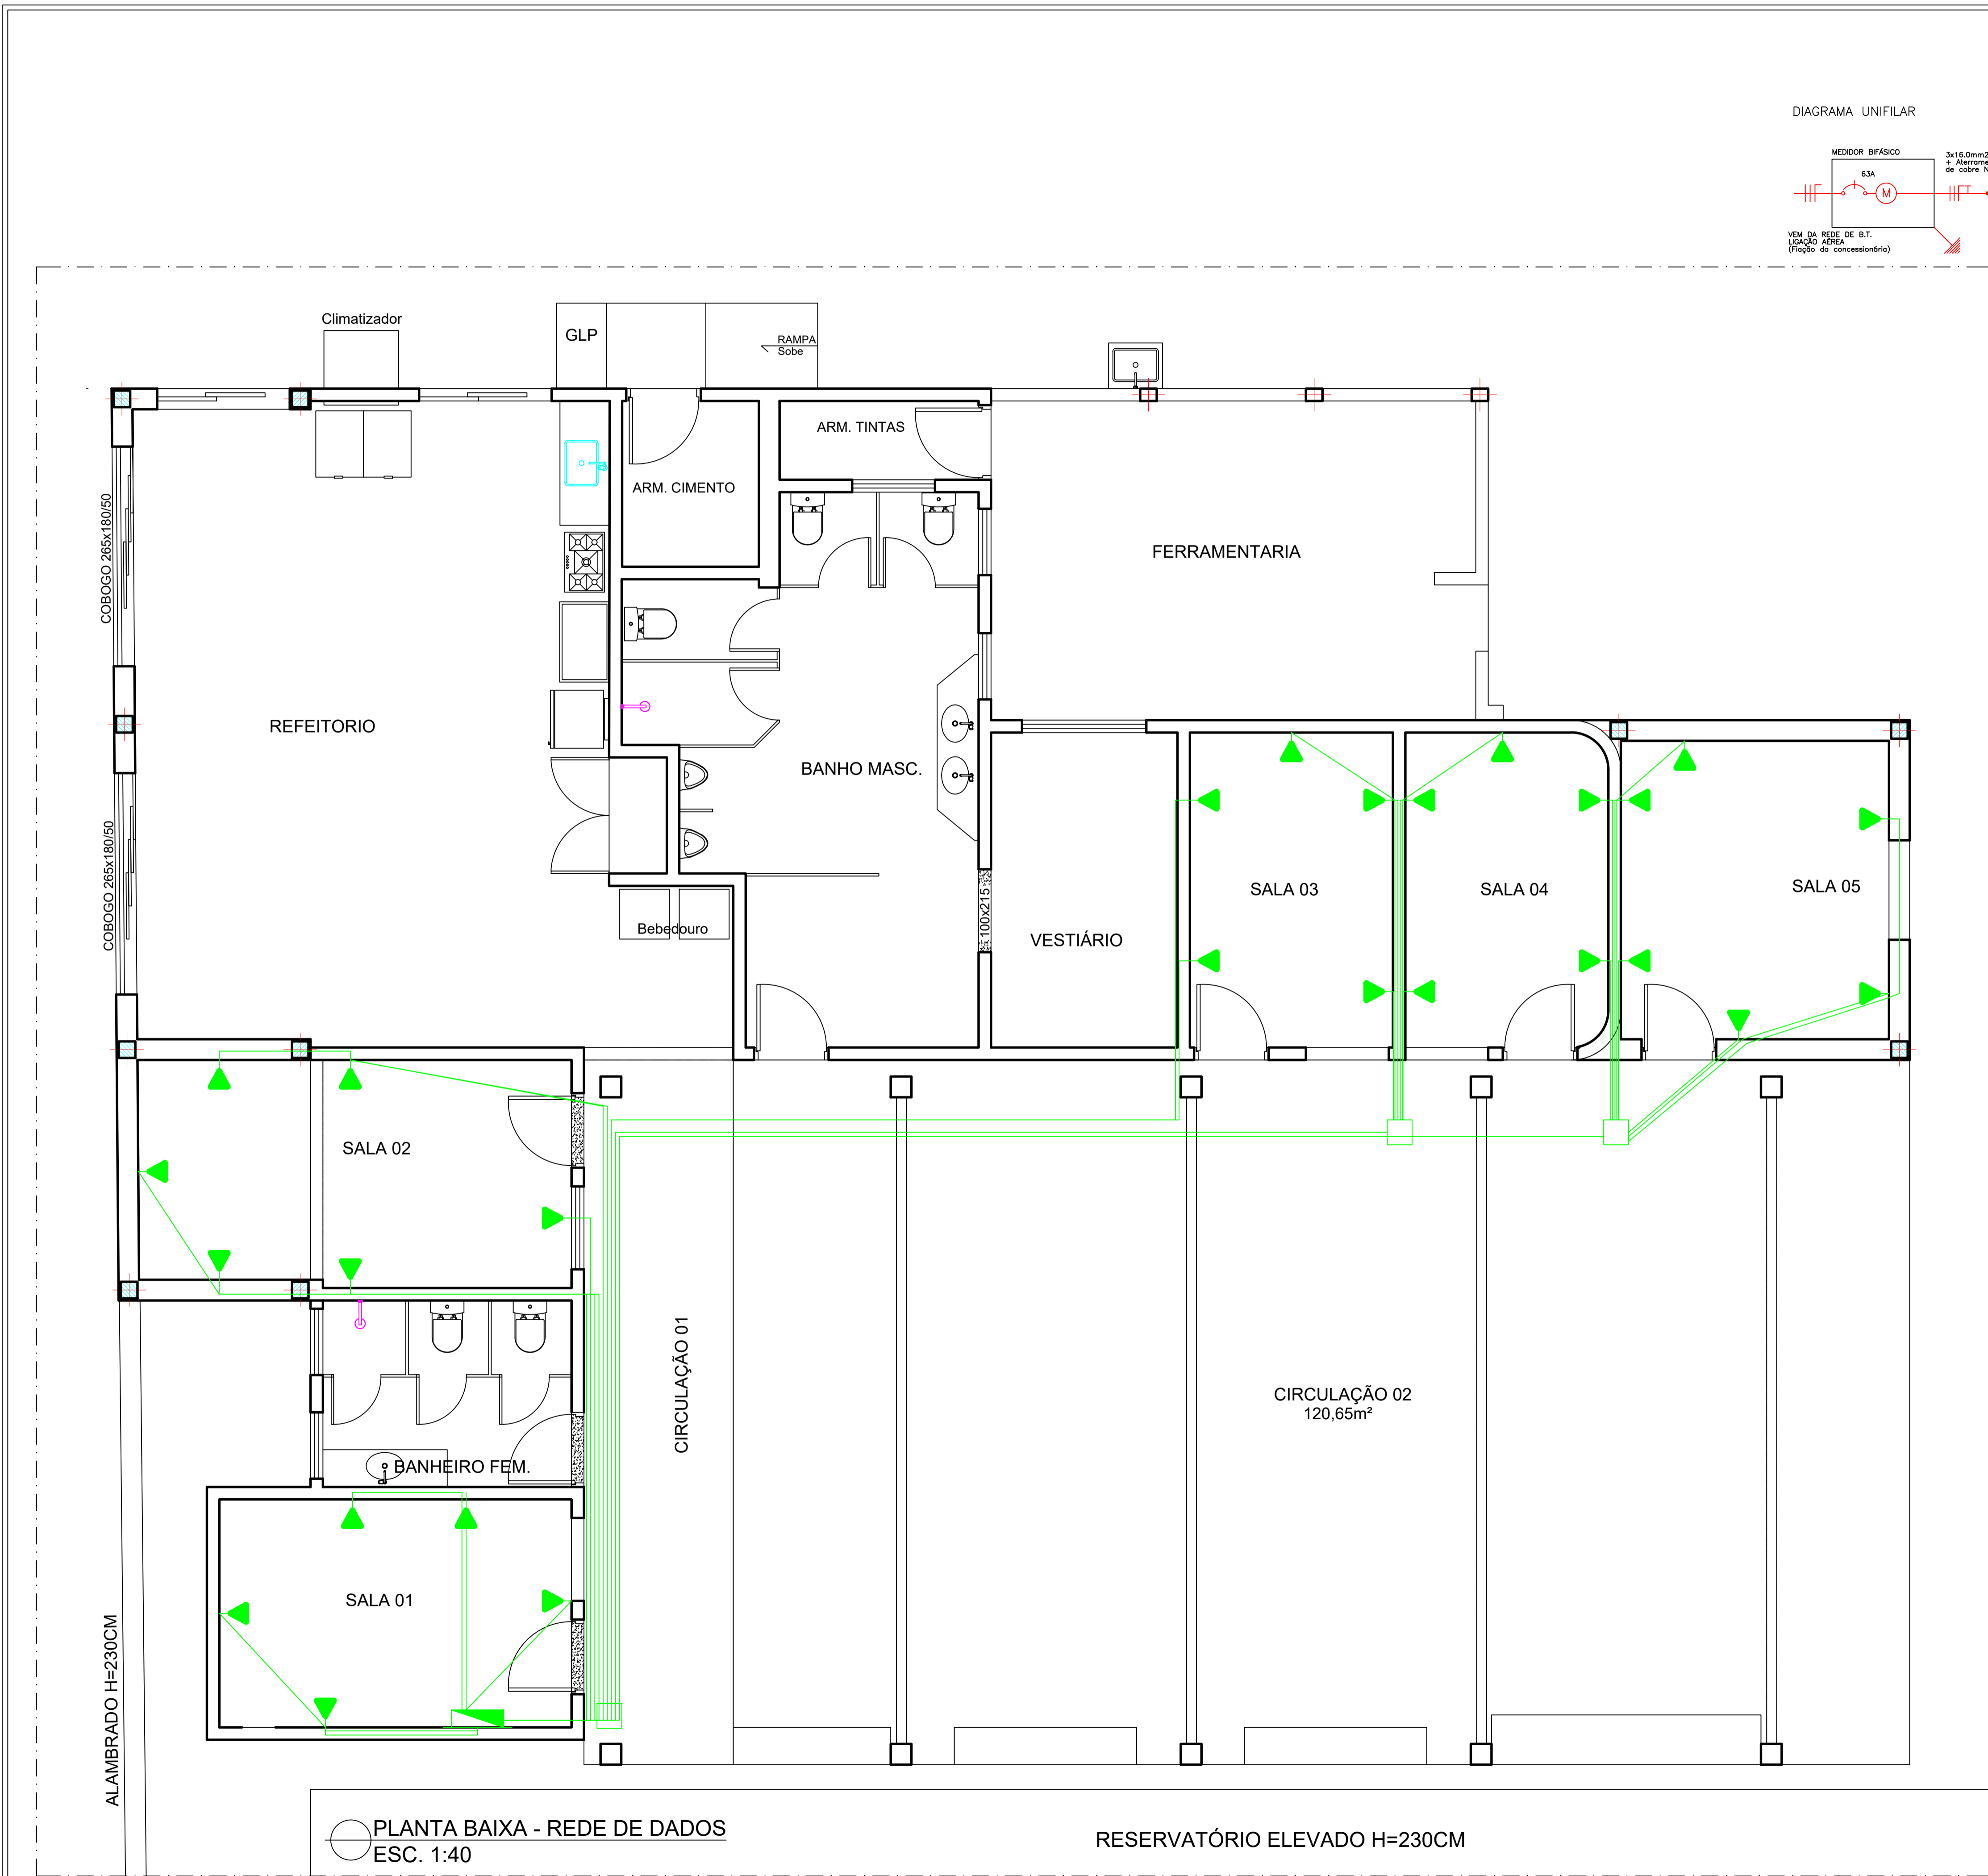 DIAGRAMA UNIFILAR
MEDIDOR BIFÁSICO
63A
M
3x16.0mm2
de cobre N
VEM DA REDE DE B.T.
LIGAÇÃO AÉREA
(Fiação da concessionária)
Climatizador
GLP
RAMPA
Sobe
ARM. TINTAS
ARM. CIMENTO
COBOGO 265x180/50
FERRAMENTARIA
REFEITORIO
BANHO MASC.
COBOGO 265x180/50
Bebedouro
100x215
VESTIÁRIO
SALA 03
SALA 04
SALA 05
SALA 02
CIRCULAÇÃO 01
CIRCULAÇÃO 02
120,65m²
BANHEIRO FEM.
SALA 01
ALAMBRADO H=230CM
PLANTA BAIXA - REDE DE DADOS
ESC. 1:40
RESERVATÓRIO ELEVADO H=230CM